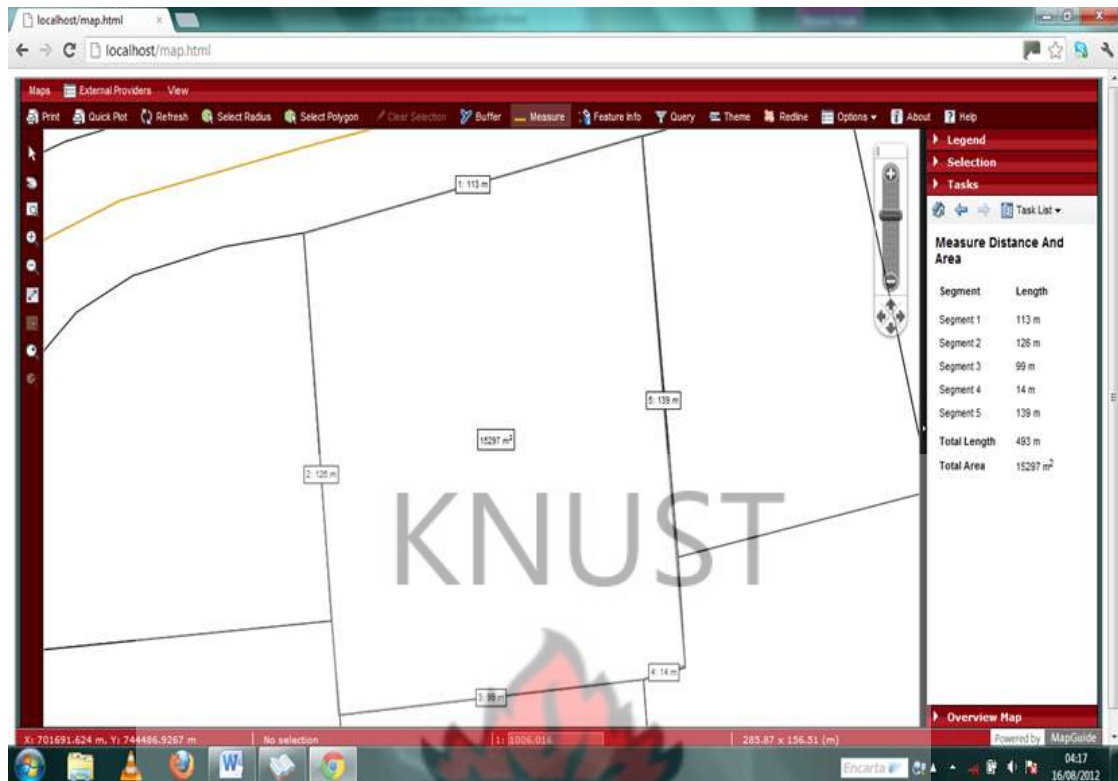 localhost/map.html
localhost/map.html
Maps External Providers View
Print Quick Plot Refresh Select Radius Select Polygon Clear Selection Buffer Measure Feature Info Query Theme Redline Options About Help
Legend
Selection
Tasks
Task List
Measure Distance And
Area
Segment Length
Segment 1 113 m
Segment 2 126 m
Segment 3 99 m
Segment 4 14 m
Segment 5 139 m
Total Length 493 m
Total Area 15297 m²
1: 113 m
5: 139 m
15297 m²
2: 126 m
KNUST
4: 14 m
3: 99 m
Overview Map
X: 701691.624 m, Y: 744486.9267 m No selection 1: 1006.016 285.87 x 156.51 (m) Powered by MapGuide
Encarta
04:17
16/08/2012